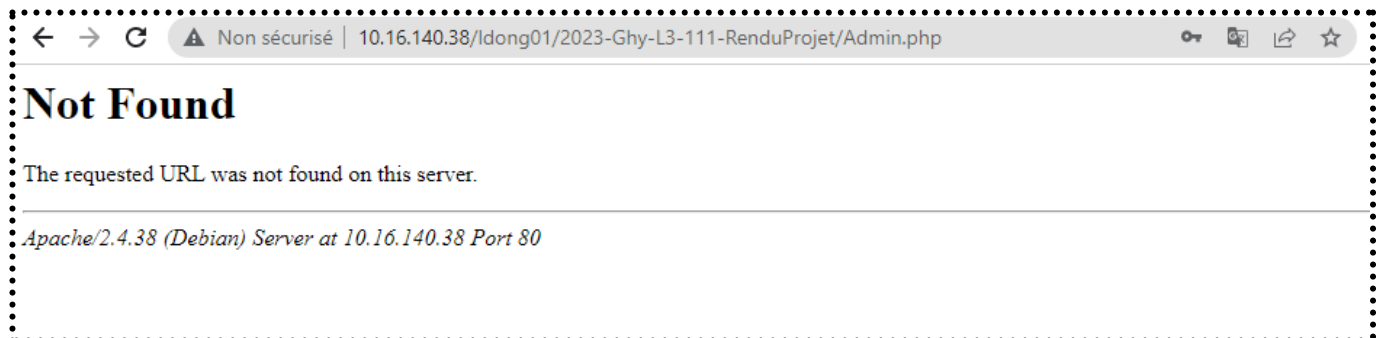 Non sécurisé | 10.16.140.38/ldong01/2023-Ghy-L3-111-RenduProjet/Admin.php
Not Found
The requested URL was not found on this server.
Apache/2.4.38 (Debian) Server at 10.16.140.38 Port 80